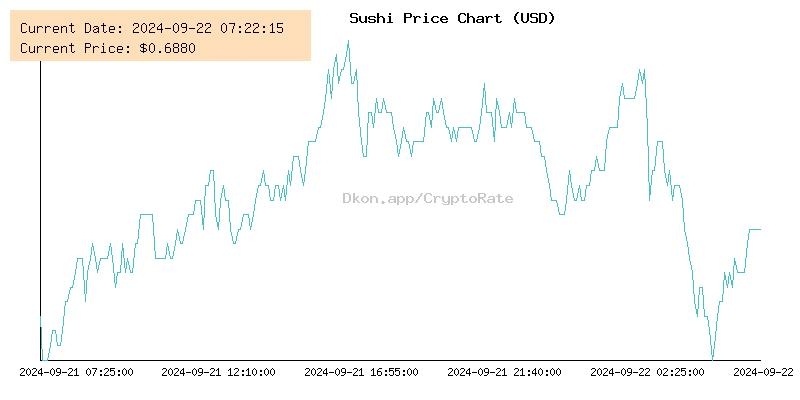 Sushi Price Chart (USD)
Current Date: 2024-09-22 07:22:15
Current Price: $0.6880
Dkon.app/CryptoRate
2024-09-21 07:25:00 2024-09-21 12:10:00 2024-09-21 16:55:00 2024-09-21 21:40:00 2024-09-22 02:25:00 2024-09-22